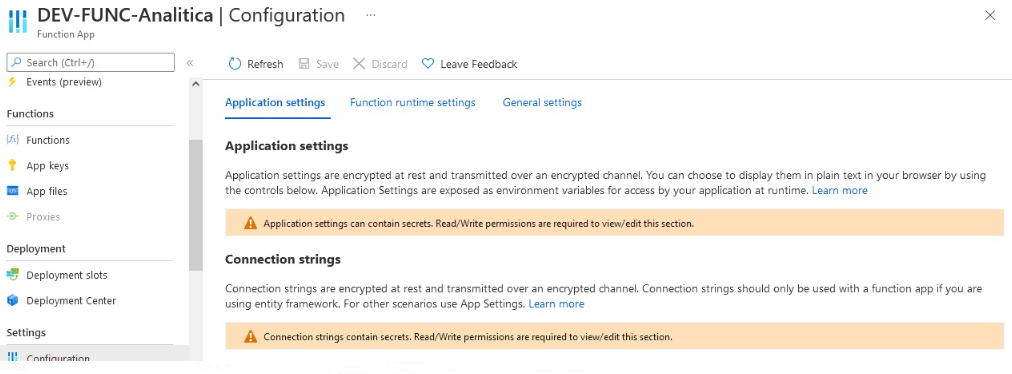 DEV-FUNC-Analitica | Configuration ...
Function App
Search (Ctrl+/)
«
Events (preview)
Functions
Functions
App keys
App files
Proxies
Deployment
Deployment slots
Deployment Center
Settings
Configuration
Refresh Save Discard Leave Feedback
Application settings Function runtime settings General settings
Application settings
Application settings are encrypted at rest and transmitted over an encrypted channel. You can choose to display them in plain text in your browser by using
the controls below. Application Settings are exposed as environment variables for access by your application at runtime. Learn more
Application settings can contain secrets. Read/Write permissions are required to view/edit this section.
Connection strings
Connection strings are encrypted at rest and transmitted over an encrypted channel. Connection strings should only be used with a function app if you are
using entity framework. For other scenarios use App Settings. Learn more
Connection strings contain secrets. Read/Write permissions are required to view/edit this section.